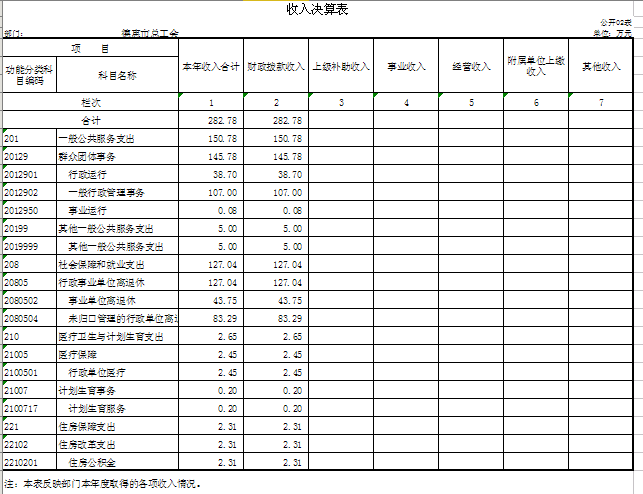 收入决算表
公开02表
部门： 德惠市总工会 单位：万元
项 目 本年收入合计 财政拨款收入 上级补助收入 事业收入 经营收入 附属单位上缴收入 其他收入
功能分类科目编码 科目名称
栏次 1 2 3 4 5 6 7
合计 282.78 282.78
201 一般公共服务支出 150.78 150.78
20129 群众团体事务 145.78 145.78
2012901 行政运行 38.70 38.70
2012902 一般行政管理事务 107.00 107.00
2012950 事业运行 0.08 0.08
20199 其他一般公共服务支出 5.00 5.00
2019999 其他一般公共服务支出 5.00 5.00
208 社会保障和就业支出 127.04 127.04
20805 行政事业单位离退休 127.04 127.04
2080502 事业单位离退休 43.75 43.75
2080504 未归口管理的行政单位离 83.29 83.29
210 医疗卫生与计划生育支出 2.65 2.65
21005 医疗保障 2.45 2.45
2100501 行政单位医疗 2.45 2.45
21007 计划生育事务 0.20 0.20
2100717 计划生育服务 0.20 0.20
221 住房保障支出 2.31 2.31
22102 住房改革支出 2.31 2.31
2210201 住房公积金 2.31 2.31
注：本表反映部门本年度取得的各项收入情况。